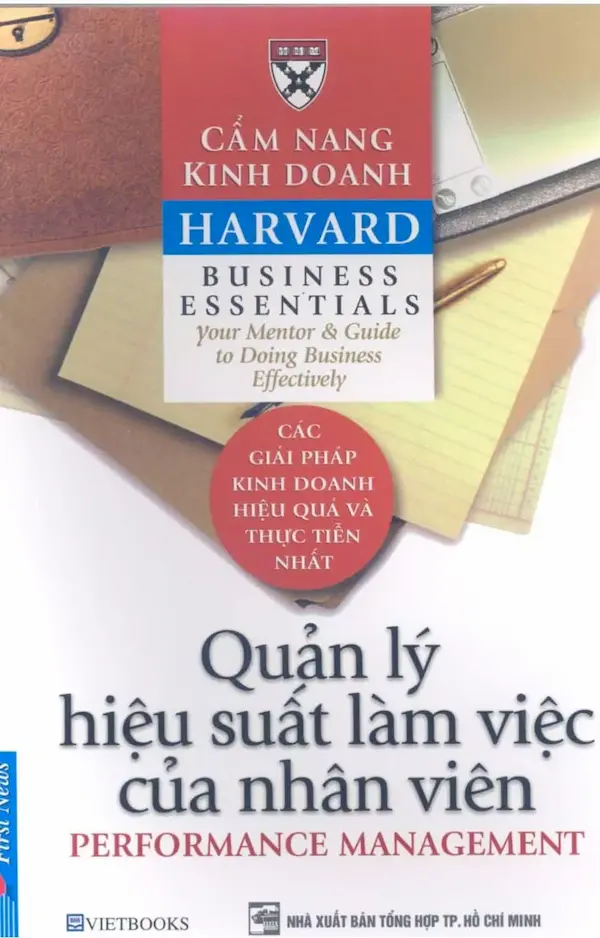 CẨM NANG
KINH DOANH
HARVARD
BUSINESS
ESSENTIALS
Your Mentor & Guide
to Doing Business
Effectively
CÁC
GIẢI PHÁP
KINH DOANH
HIỆU QUẢ VÀ
THỰC TIỄN
NHẤT
Quản lý
hiệu suất làm việc
của nhân viên
PERFORMANCE MANAGEMENT
First News
VIETBOOKS
NHÀ XUẤT BẢN TỔNG HỢP TP. HỒ CHÍ MINH